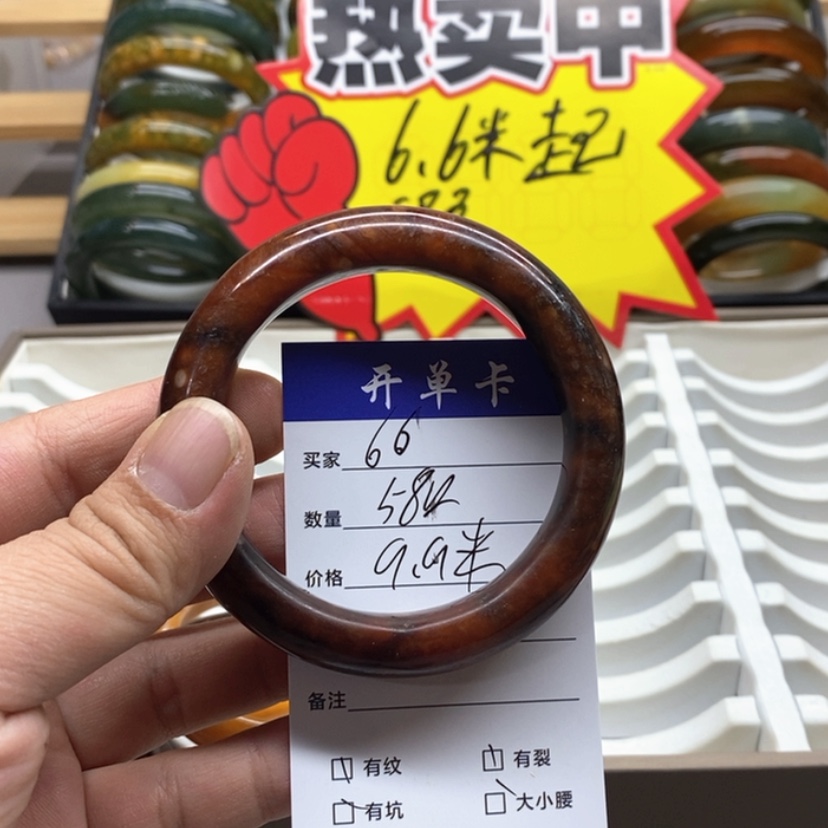 热卖中
6.6米起
开单卡
买家 66
数量 584
价格 9.9米
备注
有纹 有裂
有坑 大小腰